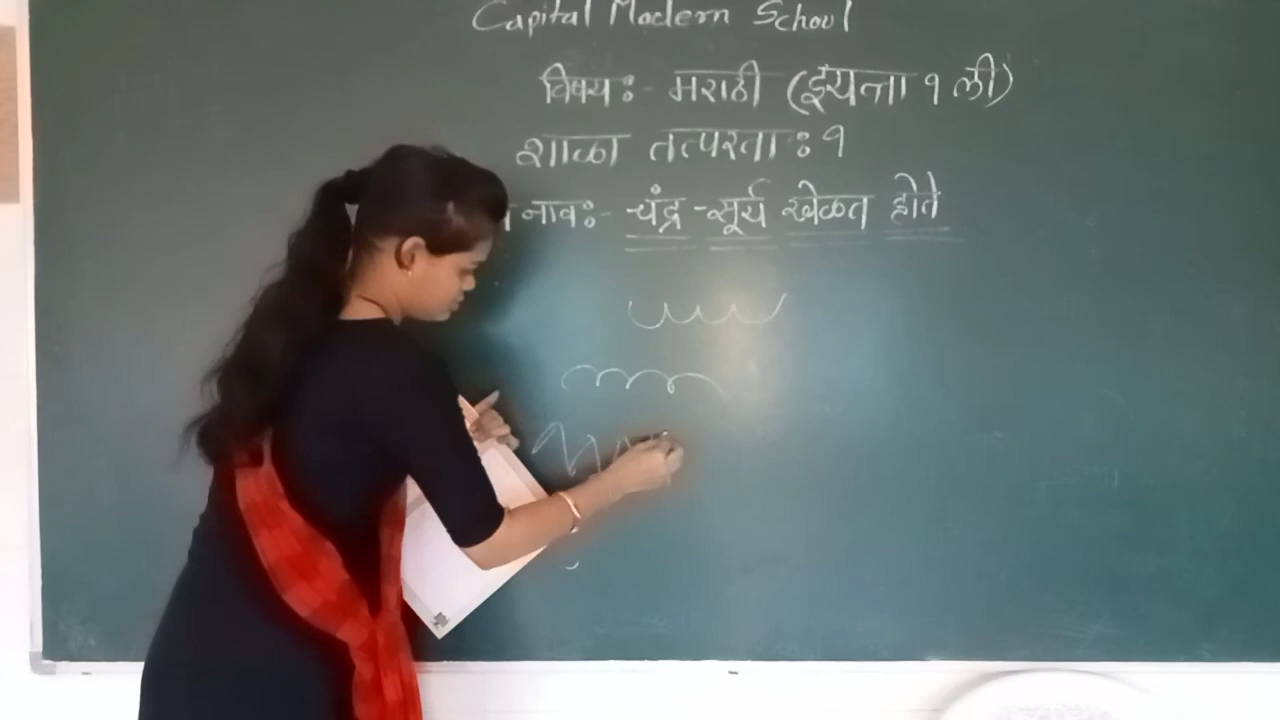 Capital Modern School
विषय:- मराठी (इयत्ता १ ली)
शाळा तत्परता : १
नाव:- चंद्र-सूर्य खेळत होते